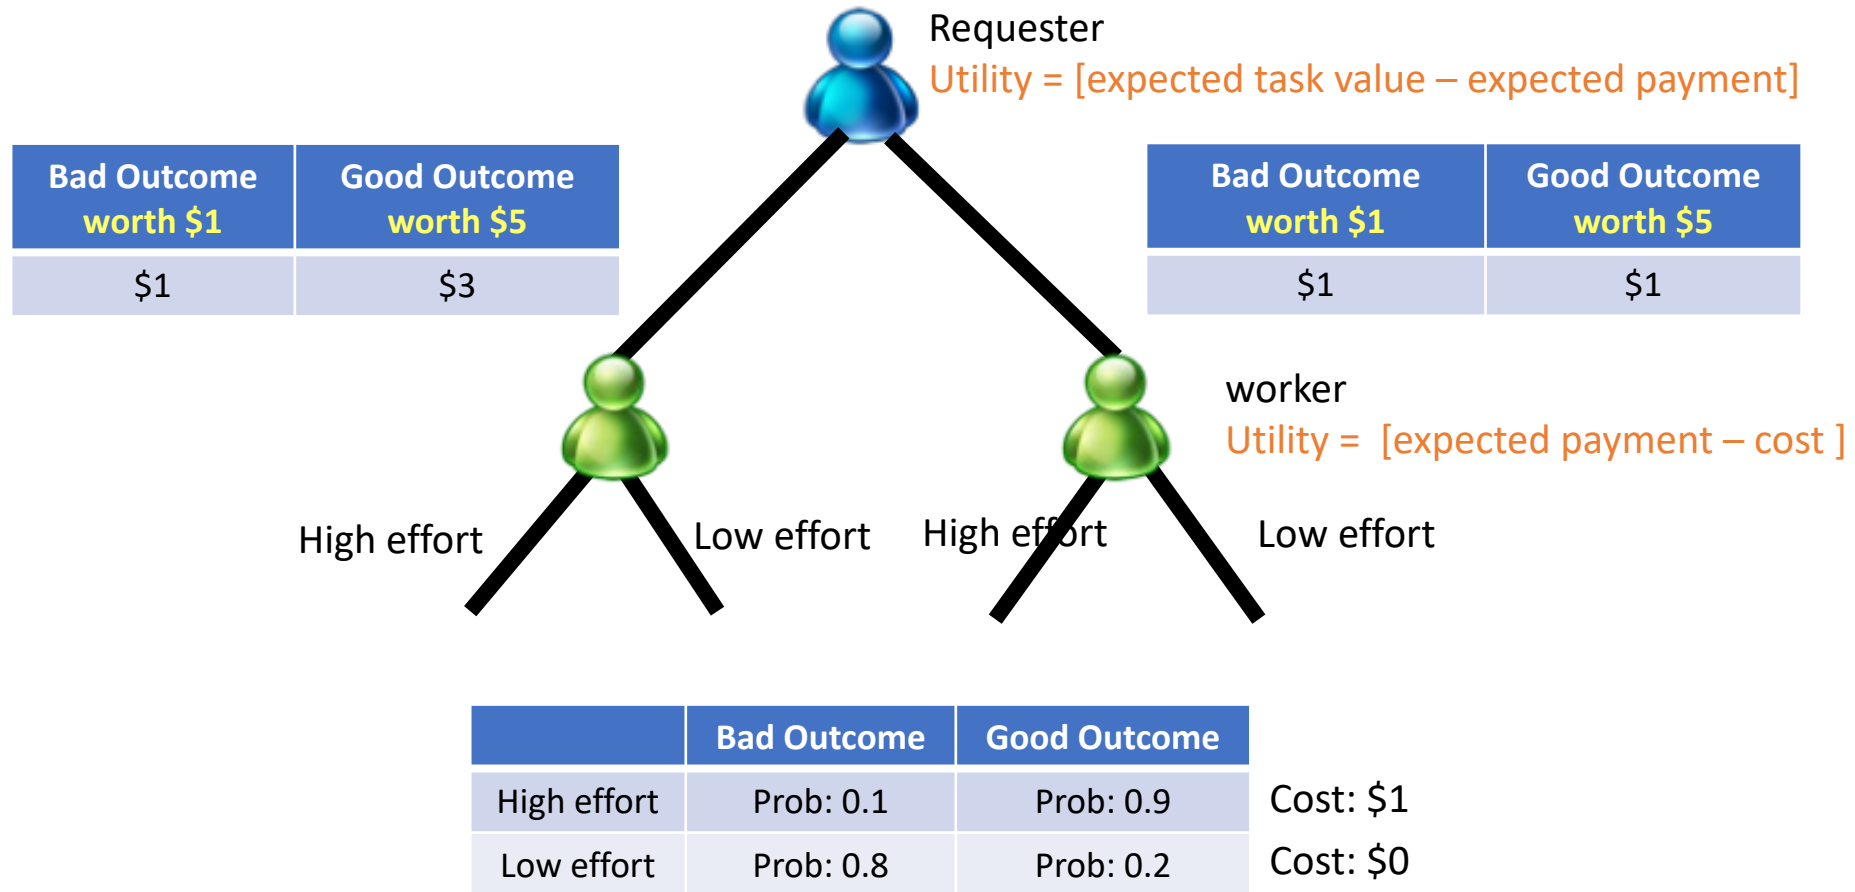 Requester
Utility = [expected task value – expected payment]
Bad Outcome
worth $1
Good Outcome
worth $5
$1
$3
Bad Outcome
worth $1
Good Outcome
worth $5
$1
$1
worker
Utility =  [expected payment – cost ]
High effort
Low effort
High effort
Low effort
Bad Outcome
Good Outcome
High effort
Prob: 0.1
Prob: 0.9
Cost: $1
Low effort
Prob: 0.8
Prob: 0.2
Cost: $0